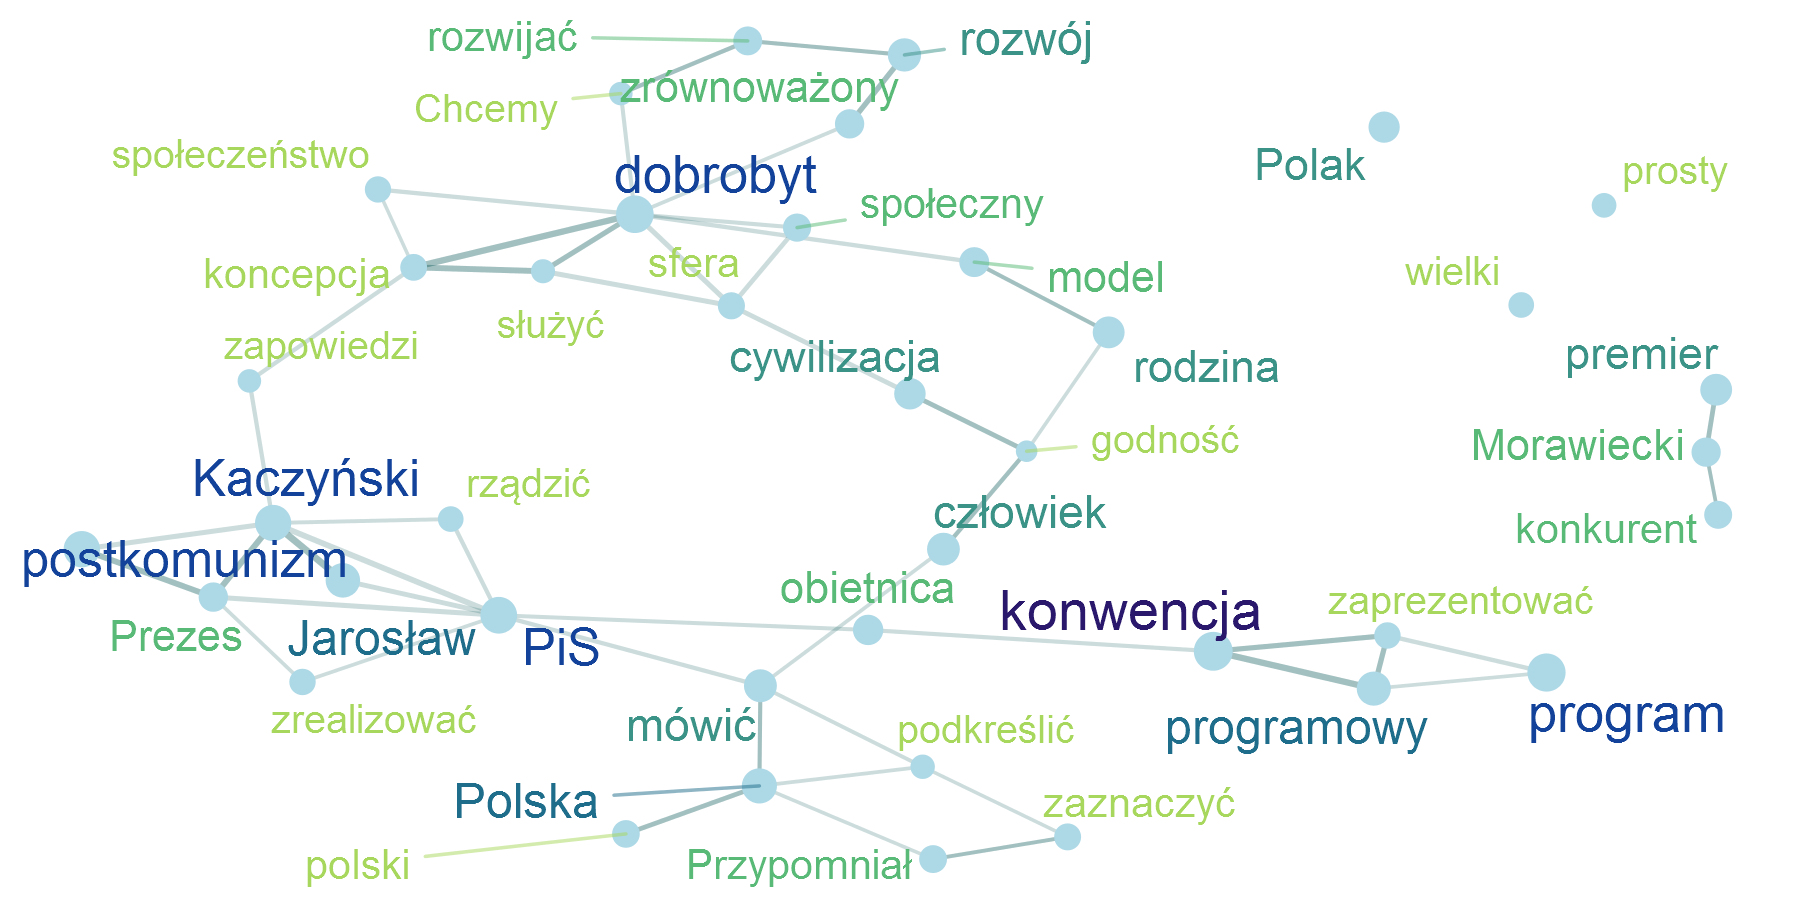 rozwijać
rozwój
zrównoważony
Chcemy
społeczeństwo
Polak
prosty
dobrobyt
społeczny
koncepcja
sfera
model
wielki
służyć
zapowiedzi
cywilizacja
rodzina
premier
godność
Morawiecki
Kaczyński
rządzić
człowiek
konkurent
postkomunizm
obietnica
konwencja
zaprezentować
Prezes
Jarosław
PiS
zrealizować
mówić
podkreślić
programowy
program
Polska
zaznaczyć
polski
Przypomniał